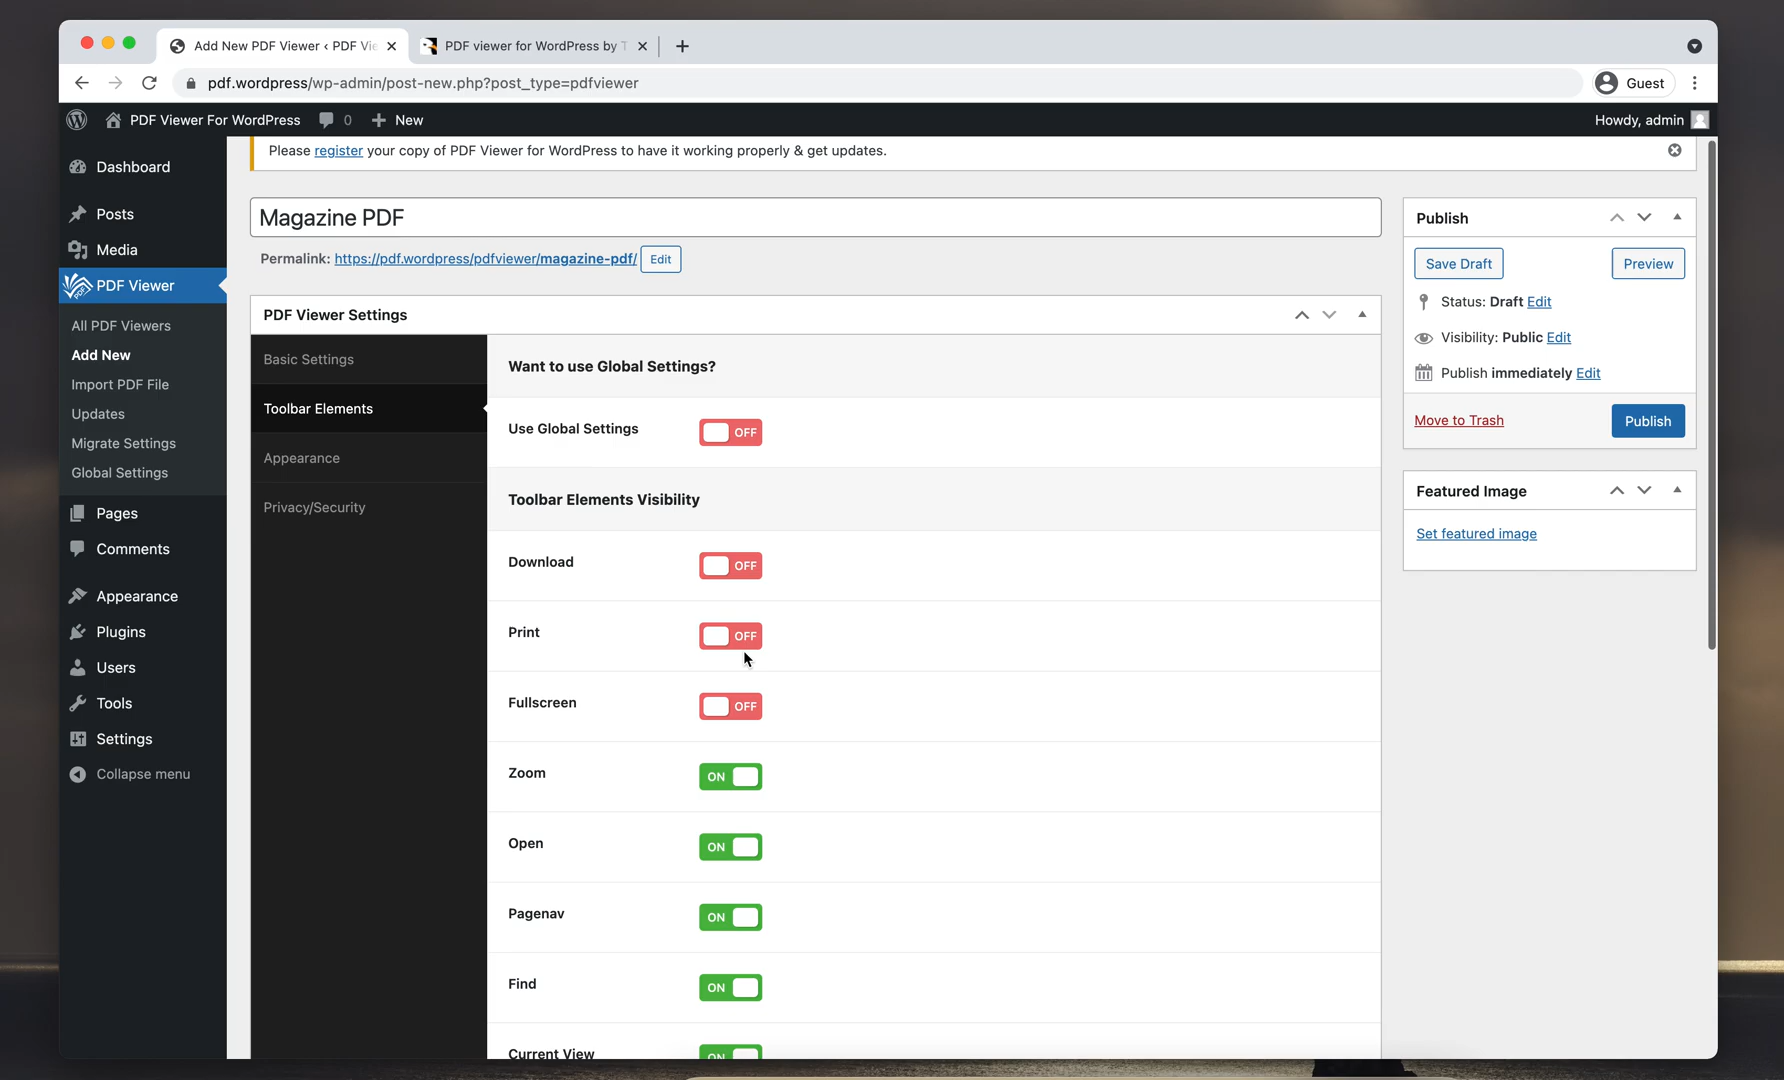 Add New PDF Viewer ‹ PDF Vie
PDF viewer for WordPress by T
pdf.wordpress/wp-admin/post-new.php?post_type=pdfviewer
Guest
PDF Viewer For WordPress
0
New
Howdy, admin
Please register your copy of PDF Viewer for WordPress to have it working properly & get updates.
Dashboard
Posts
Media
PDF Viewer
All PDF Viewers
Add New
Import PDF File
Updates
Migrate Settings
Global Settings
Pages
Comments
Appearance
Plugins
Users
Tools
Settings
Collapse menu
Magazine PDF
Permalink: https://pdf.wordpress/pdfviewer/magazine-pdf/ Edit
PDF Viewer Settings
Basic Settings
Toolbar Elements
Appearance
Privacy/Security
Want to use Global Settings?
Use Global Settings OFF
Toolbar Elements Visibility
Download OFF
Print OFF
Fullscreen OFF
Zoom ON
Open ON
Pagenav ON
Find ON
Current View ON
Publish
Save Draft Preview
Status: Draft Edit
Visibility: Public Edit
Publish immediately Edit
Move to Trash Publish
Featured Image
Set featured image